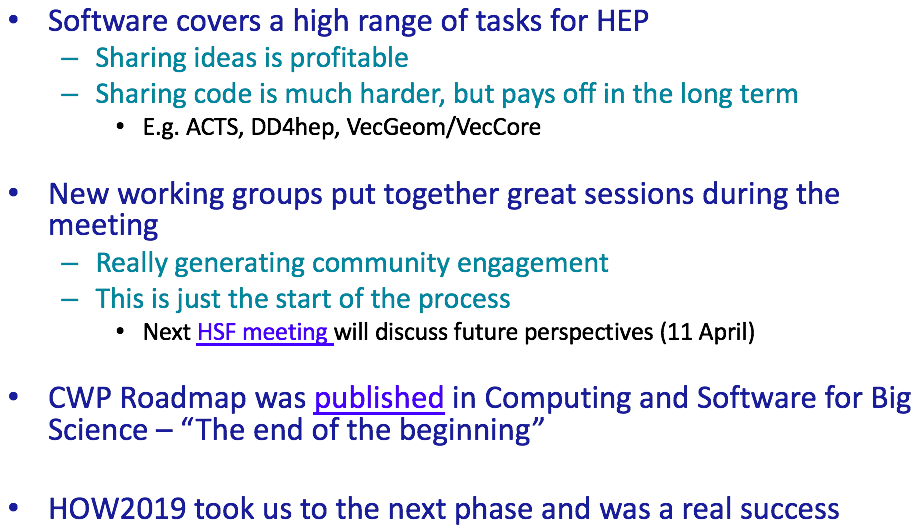 • Software covers a high range of tasks for HEP
– Sharing ideas is profitable
– Sharing code is much harder, but pays off in the long term
• E.g. ACTS, DD4hep, VecGeom/VecCore
• New working groups put together great sessions during the
meeting
– Really generating community engagement
– This is just the start of the process
• Next HSF meeting will discuss future perspectives (11 April)
• CWP Roadmap was published in Computing and Software for Big
Science – “The end of the beginning”
• HOW2019 took us to the next phase and was a real success